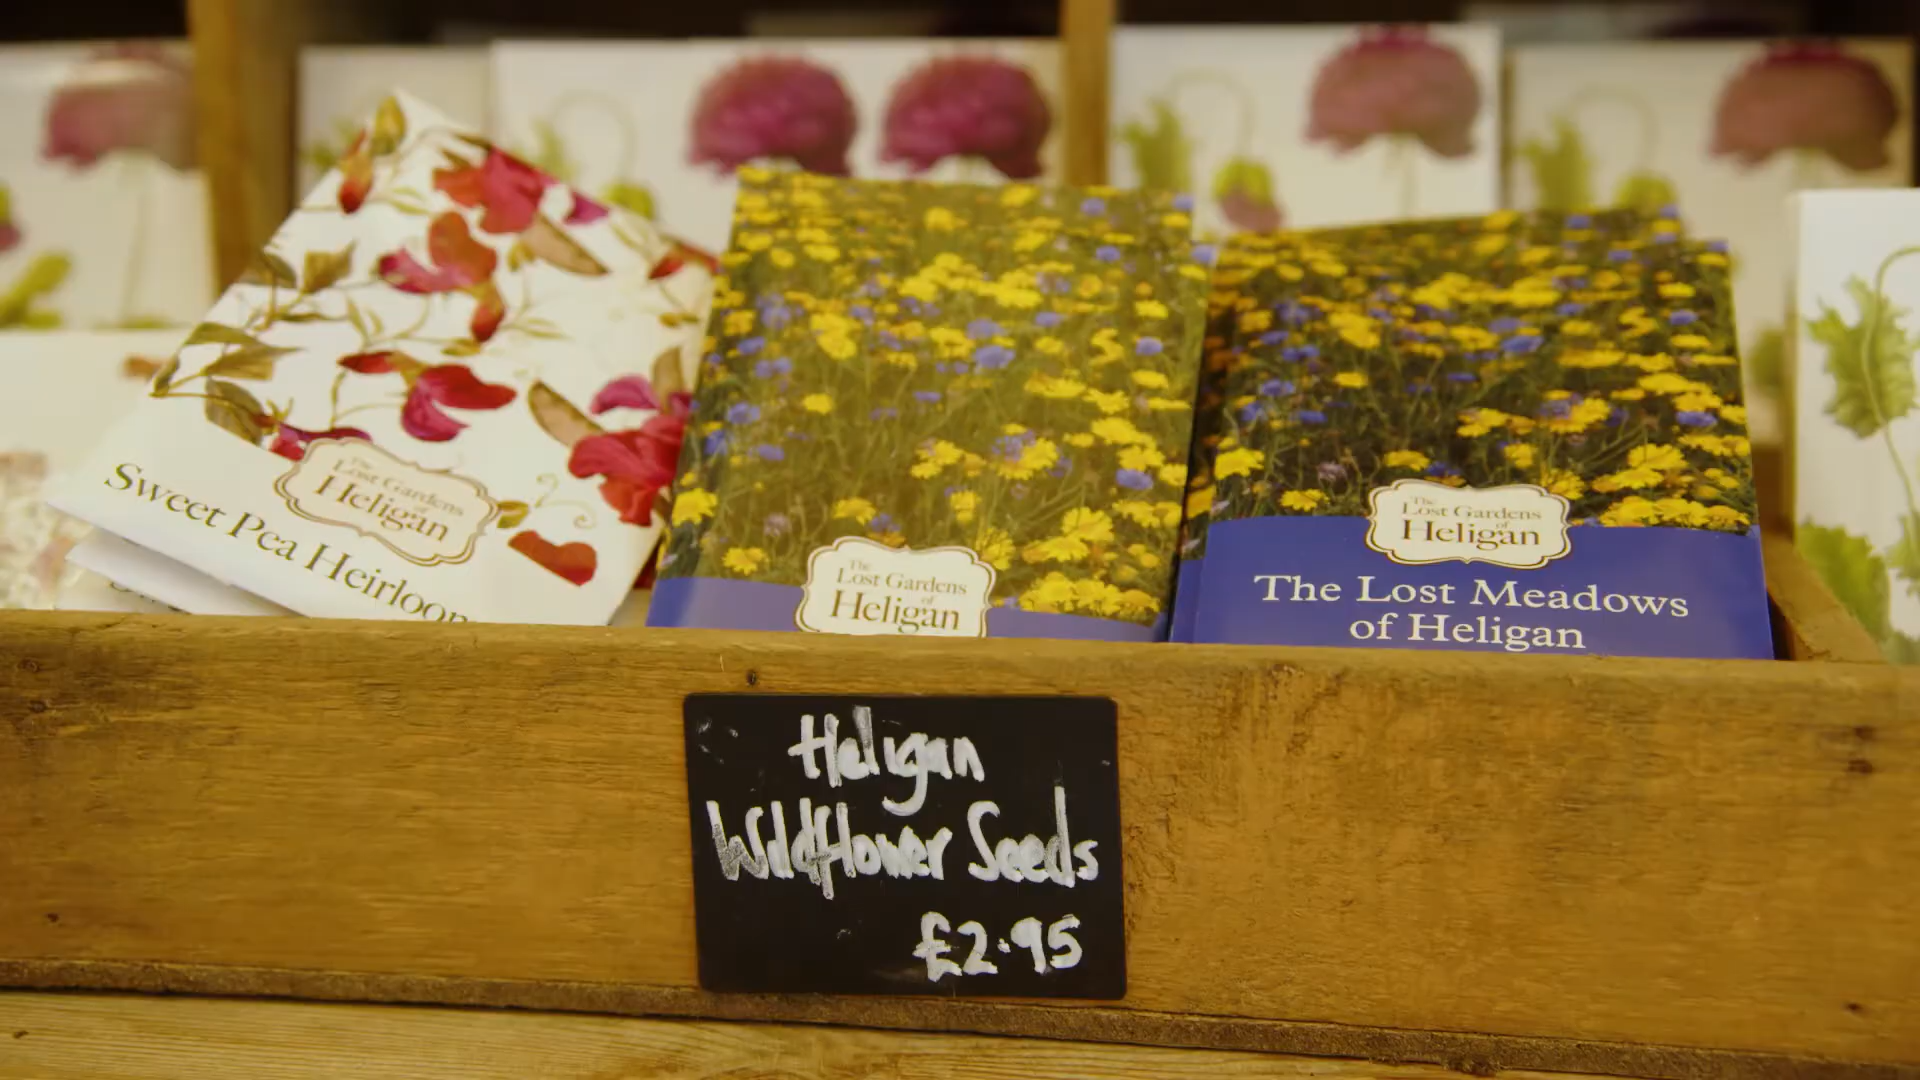 The
Lost Gardens
of
Heligan
Sweet Pea Heirloom
The
Lost Gardens
of
Heligan
The
Lost Gardens
of
Heligan
The Lost Meadows
of Heligan
Heligan
Wildflower Seeds
£2.95